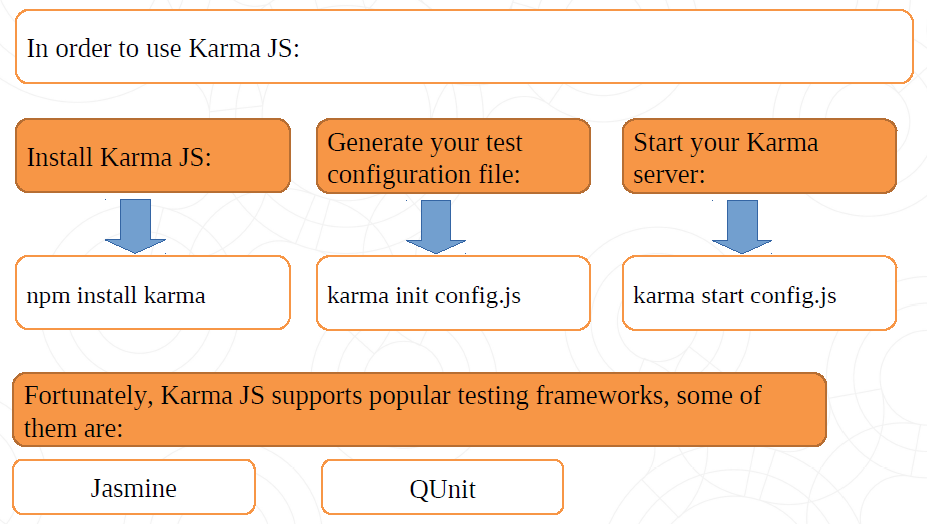 In order to use Karma JS:
Install Karma JS:
Generate your test
configuration file:
Start your Karma
server:
npm install karma
karma init config.js
karma start config.js
Fortunately, Karma JS supports popular testing frameworks, some of
them are:
Jasmine
QUnit